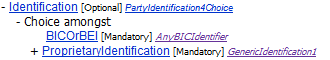 - Identification [Optional] PartyIdentification4Choice
- Choice amongst
BICOrBEI [Mandatory] AnyBICIdentifier
+ ProprietaryIdentification [Mandatory] GenericIdentification1